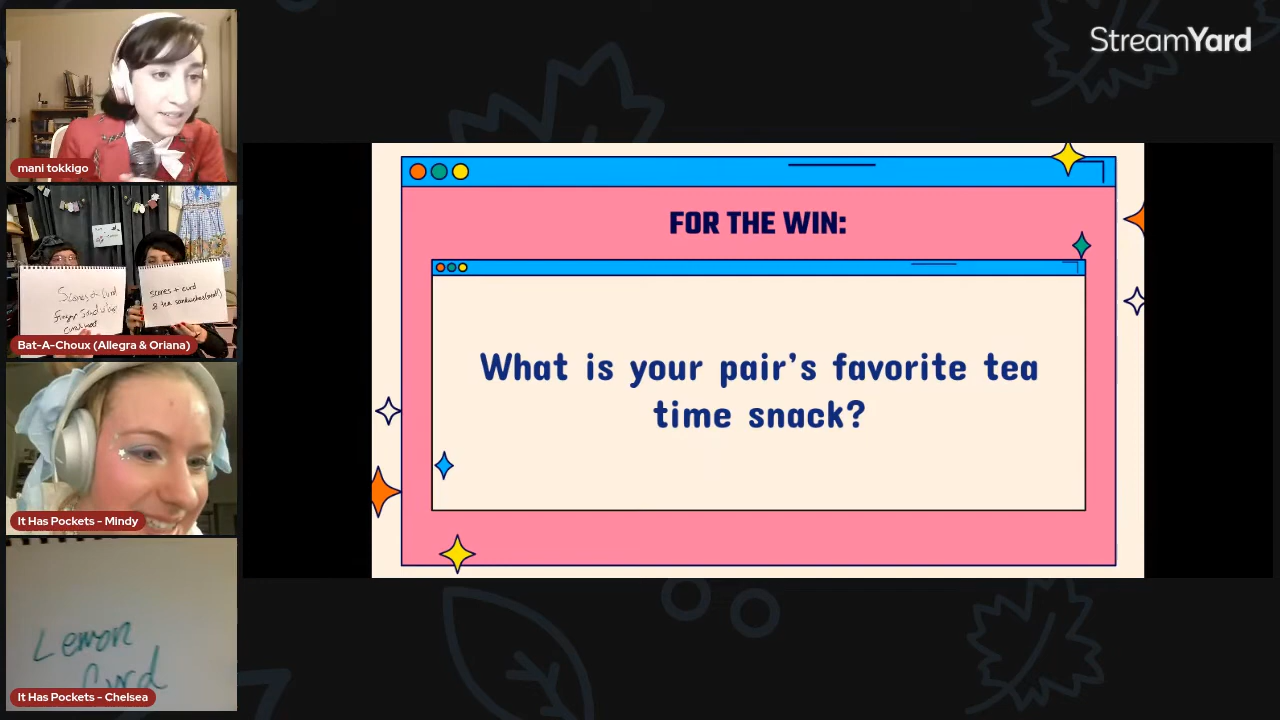 StreamYard
mani tokkigo
Scones + curd
Finger Sandwiches
scones + curd
& tea sandwiches
Bat-A-Choux (Allegra & Oriana)
It Has Pockets - Mindy
Lemon
Curd
It Has Pockets - Chelsea
FOR THE WIN:
What is your pair's favorite tea
time snack?